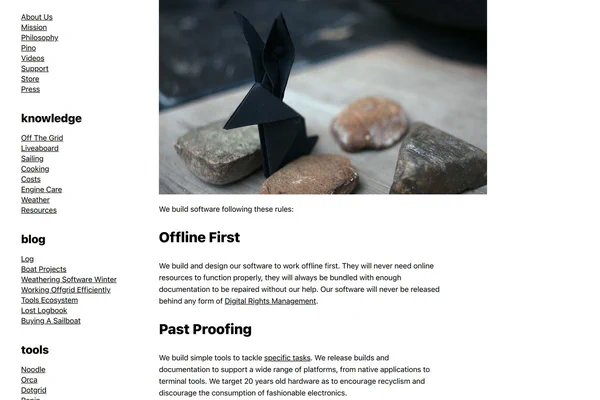 About Us
Mission
Philosophy
Pino
Videos
Support
Store
Press
knowledge
Off The Grid
Liveaboard
Sailing
Cooking
Costs
Engine Care
Weather
Resources
blog
Log
Boat Projects
Weathering Software Winter
Working Offgrid Efficiently
Tools Ecosystem
Lost Logbook
Buying A Sailboat
tools
Noodle
Orca
Dotgrid
We build software following these rules:
Offline First
We build and design our software to work offline first. They will never need online
resources to function properly, they will always be bundled with enough
documentation to be repaired without our help. Our software will never be released
behind any form of Digital Rights Management.
Past Proofing
We build simple tools to tackle specific tasks. We release builds and
documentation to support a wide range of platforms, from native applications to
terminal tools. We target 20 years old hardware as to encourage recyclism and
discourage the consumption of fashionable electronics.